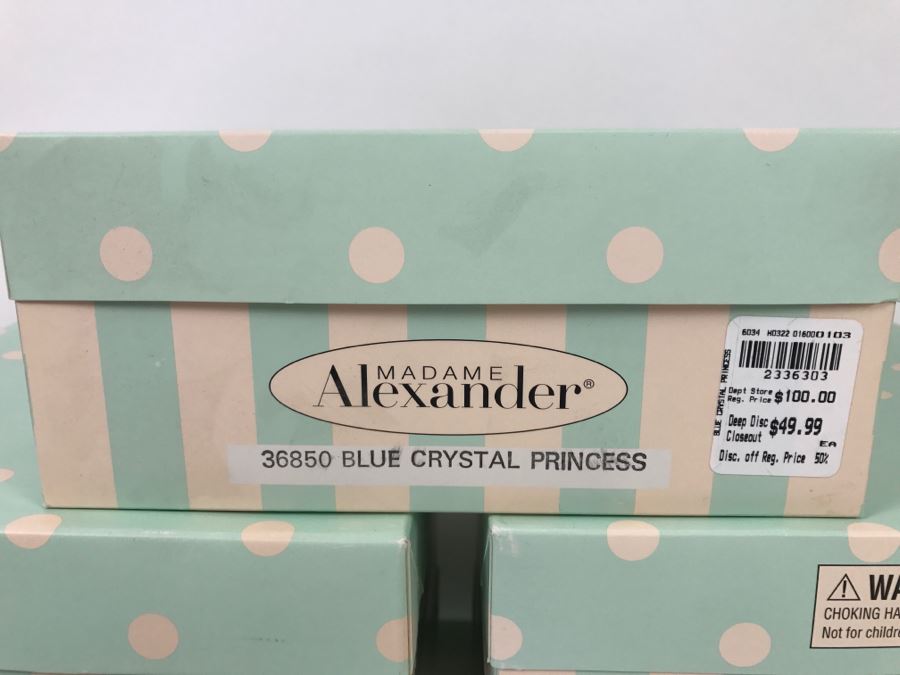 MADAME
Alexander®
36850 BLUE CRYSTAL PRINCESS
6034 H0322 016000103
2336303
BLUE CRYSTAL PRINCESS
Dept Store
Reg. Price $100.00
Deep Disc
Closeout $49.99
EA
Disc. off Reg. Price 50%
WA
CHOKING HA
Not for childre